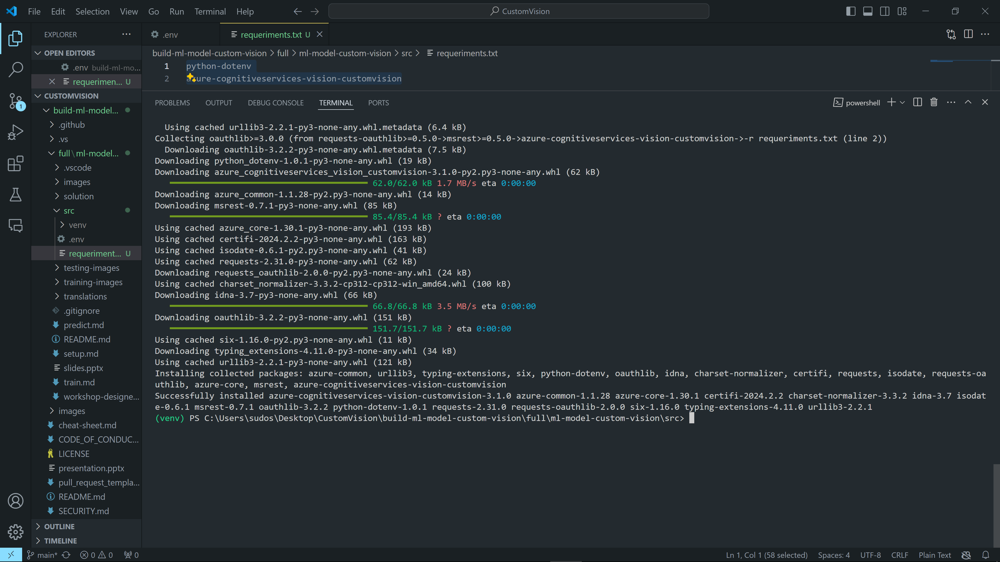 File Edit Selection View Go Run Terminal Help
CustomVision
EXPLORER
.env
requeriments.txt U
OPEN EDITORS
.env build-ml-mo...
requerimen... U
CUSTOMVISION
build-ml-model...
.github
.vs
full\ml-model...
.vscode
images
solution
src
venv
.env
requeriment... U
testing-images
training-images
translations
.gitignore
predict.md
README.md
setup.md
slides.pptx
train.md
workshop-designe...
images
cheat-sheet.md
CODE_OF_CONDUC...
LICENSE
presentation.pptx
pull_request_templa...
README.md
SECURITY.md
OUTLINE
TIMELINE
1
build-ml-model-custom-vision > full > ml-model-custom-vision > src > requeriments.txt
1 python-dotenv
2 azure-cognitiveservices-vision-customvision
PROBLEMS OUTPUT DEBUG CONSOLE TERMINAL PORTS
powershell
Using cached urllib3-2.2.1-py3-none-any.whl.metadata (6.4 kB)
Collecting oauthlib>=3.0.0 (from requests-oauthlib>=0.5.0->msrest>=0.5.0->azure-cognitiveservices-vision-customvision->-r requeriments.txt (line 2))
Downloading oauthlib-3.2.2-py3-none-any.whl.metadata (7.5 kB)
Downloading python_dotenv-1.0.1-py3-none-any.whl (19 kB)
Downloading azure_cognitiveservices_vision_customvision-3.1.0-py2.py3-none-any.whl (62 kB)
62.0/62.0 kB 1.7 MB/s eta 0:00:00
Downloading azure_common-1.1.28-py2.py3-none-any.whl (14 kB)
Downloading msrest-0.7.1-py3-none-any.whl (85 kB)
85.4/85.4 kB ? eta 0:00:00
Using cached azure_core-1.30.1-py3-none-any.whl (193 kB)
Using cached certifi-2024.2.2-py3-none-any.whl (163 kB)
Using cached isodate-0.6.1-py2.py3-none-any.whl (41 kB)
Using cached requests-2.31.0-py3-none-any.whl (62 kB)
Downloading requests_oauthlib-2.0.0-py2.py3-none-any.whl (24 kB)
Using cached charset_normalizer-3.3.2-cp312-cp312-win_amd64.whl (100 kB)
Downloading idna-3.7-py3-none-any.whl (66 kB)
66.8/66.8 kB 3.5 MB/s eta 0:00:00
Downloading oauthlib-3.2.2-py3-none-any.whl (151 kB)
151.7/151.7 kB ? eta 0:00:00
Using cached six-1.16.0-py2.py3-none-any.whl (11 kB)
Downloading typing_extensions-4.11.0-py3-none-any.whl (34 kB)
Using cached urllib3-2.2.1-py3-none-any.whl (121 kB)
Installing collected packages: azure-common, urllib3, typing-extensions, six, python-dotenv, oauthlib, idna, charset-normalizer, certifi, requests, isodate, requests-oa
uthlib, azure-core, msrest, azure-cognitiveservices-vision-customvision
Successfully installed azure-cognitiveservices-vision-customvision-3.1.0 azure-common-1.1.28 azure-core-1.30.1 certifi-2024.2.2 charset-normalizer-3.3.2 idna-3.7 isodat
e-0.6.1 msrest-0.7.1 oauthlib-3.2.2 python-dotenv-1.0.1 requests-2.31.0 requests-oauthlib-2.0.0 six-1.16.0 typing-extensions-4.11.0 urllib3-2.2.1
(venv) PS C:\Users\sudos\Desktop\CustomVision\build-ml-model-custom-vision\full\ml-model-custom-vision\src>
main* 0 0 0
Ln 1, Col 1 (58 selected) Spaces: 4 UTF-8 CRLF Plain Text